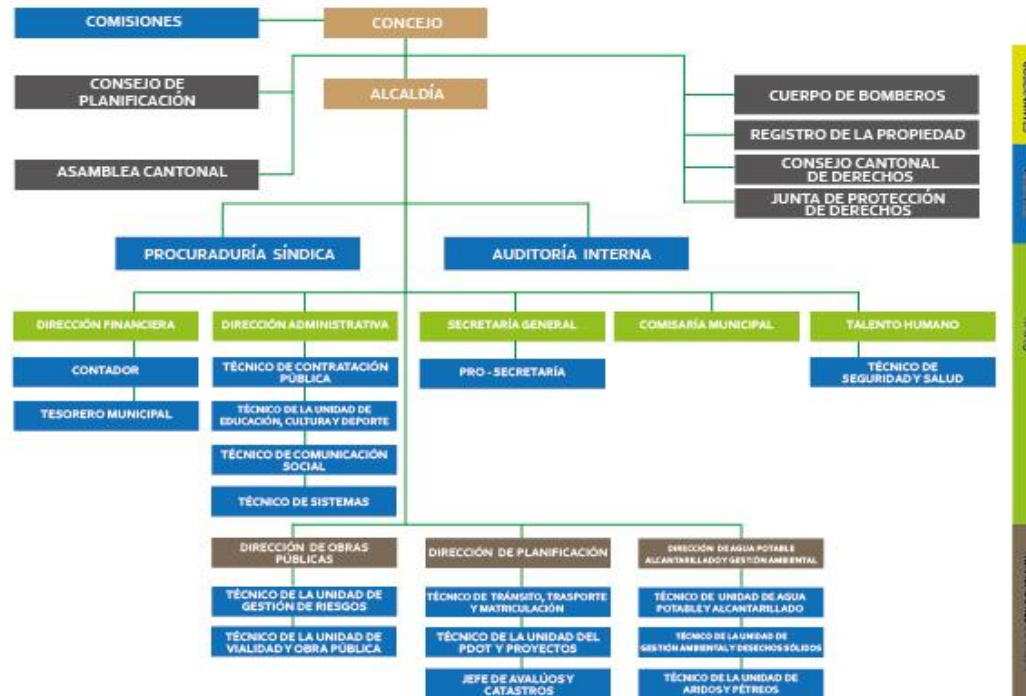 COMISIONES
CONCEJO
CONSEJO DE
PLANIFICACIÓN
ALCALDÍA
CUERPO DE BOMBEROS
REGISTRO DE LA PROPIEDAD
ASAMBLEA CANTONAL
CONSEJO CANTONAL
DE DERECHOS
JUNTA DE PROTECCIÓN
DE DERECHOS
PROCURADURÍA SÍNDICA
AUDITORÍA INTERNA
DIRECCIÓN FINANCIERA
DIRECCIÓN ADMINISTRATIVA
SECRETARÍA GENERAL
COMISARÍA MUNICIPAL
TALENTO HUMANO
CONTADOR
TÉCNICO DE CONTRATACIÓN
PÚBLICA
PRO - SECRETARÍA
TÉCNICO DE
SEGURIDAD Y SALUD
TESORERO MUNICIPAL
TÉCNICO DE LA UNIDAD DE
EDUCACIÓN, CULTURA Y DEPORTE
TÉCNICO DE COMUNICACIÓN
SOCIAL
TÉCNICO DE SISTEMAS
DIRECCIÓN DE OBRAS
PÚBLICAS
DIRECCIÓN DE PLANIFICACIÓN
DIRECCIÓN DE AGUA POTABLE
ALCANTARILLADO Y GESTIÓN AMBIENTAL
TÉCNICO DE LA UNIDAD DE
GESTIÓN DE RIESGOS
TÉCNICO DE TRÁNSITO, TRASPORTE
Y MATRICULACIÓN
TÉCNICO DE UNIDAD DE AGUA
POTABLE Y ALCANTARILLADO
TÉCNICO DE LA UNIDAD DE
VIALIDAD Y OBRA PÚBLICA
TÉCNICO DE LA UNIDAD DEL
PDOT Y PROYECTOS
TÉCNICO DE LA UNIDAD DE
GESTIÓN AMBIENTAL Y DESECHOS SÓLIDOS
JEFE DE AVALÚOS Y
CATASTROS
TÉCNICO DE LA UNIDAD DE
ARIDOS Y PÉTREOS